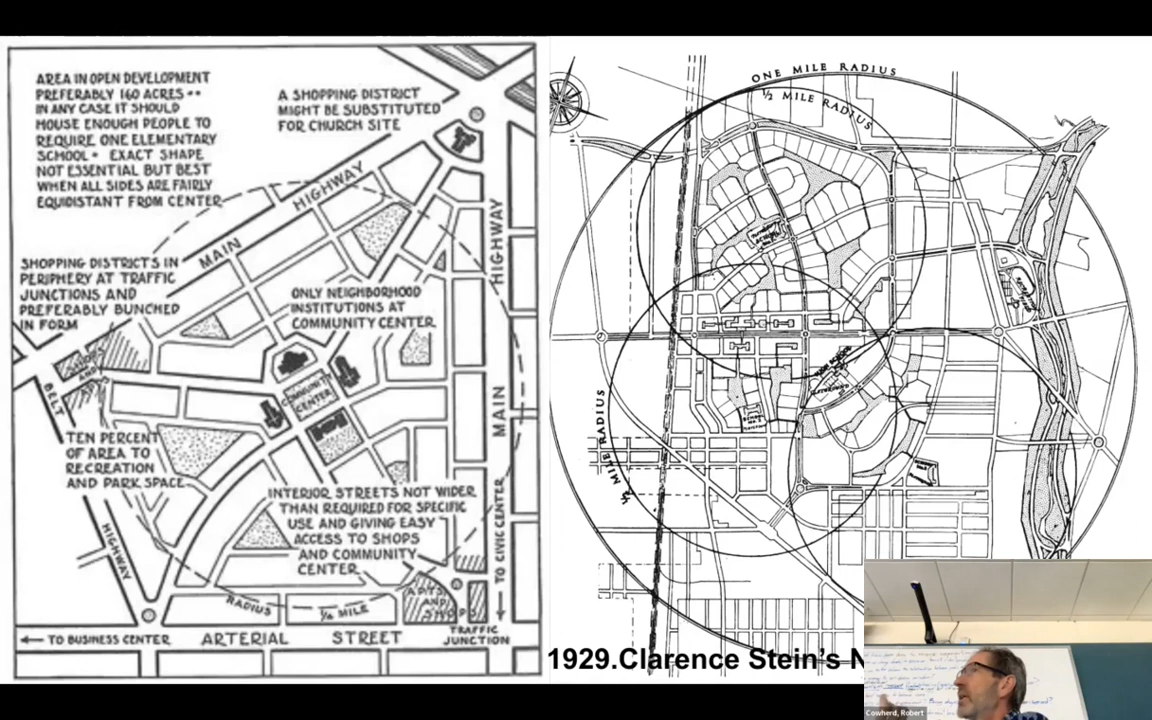 AREA IN OPEN DEVELOPMENT
PREFERABLY 160 ACRES••
IN ANY CASE IT SHOULD
HOUSE ENOUGH PEOPLE TO
REQUIRE ONE ELEMENTARY
SCHOOL• EXACT SHAPE
NOT ESSENTIAL BUT BEST
WHEN ALL SIDES ARE FAIRLY
EQUIDISTANT FROM CENTER
A SHOPPING DISTRICT
MIGHT BE SUBSTITUTED
FOR CHURCH SITE
MAIN HIGHWAY
HIGHWAY
SHOPPING DISTRICTS IN
PERIPHERY AT TRAFFIC
JUNCTIONS AND
PREFERABLY BUNCHED
IN FORM
ONLY NEIGHBORHOOD
INSTITUTIONS AT
COMMUNITY CENTER
SHOPS
AND
APTS
COMMUNITY
CENTER
BELT
MAIN
TEN PERCENT
OF AREA TO
RECREATION
AND PARK SPACE
INTERIOR STREETS NOT WIDER
THAN REQUIRED FOR SPECIFIC
USE AND GIVING EASY
ACCESS TO SHOPS
AND COMMUNITY
CENTER
HIGHWAY
TO CIVIC CENTER
APTS
AND
SHOPS
RADIUS ¼ MILE
TO BUSINESS CENTER
ARTERIAL STREET
TRAFFIC
JUNCTION
ONE MILE RADIUS
½ MILE RADIUS
½ MILE RADIUS
1929.Clarence Stein's N
Cowherd, Robert